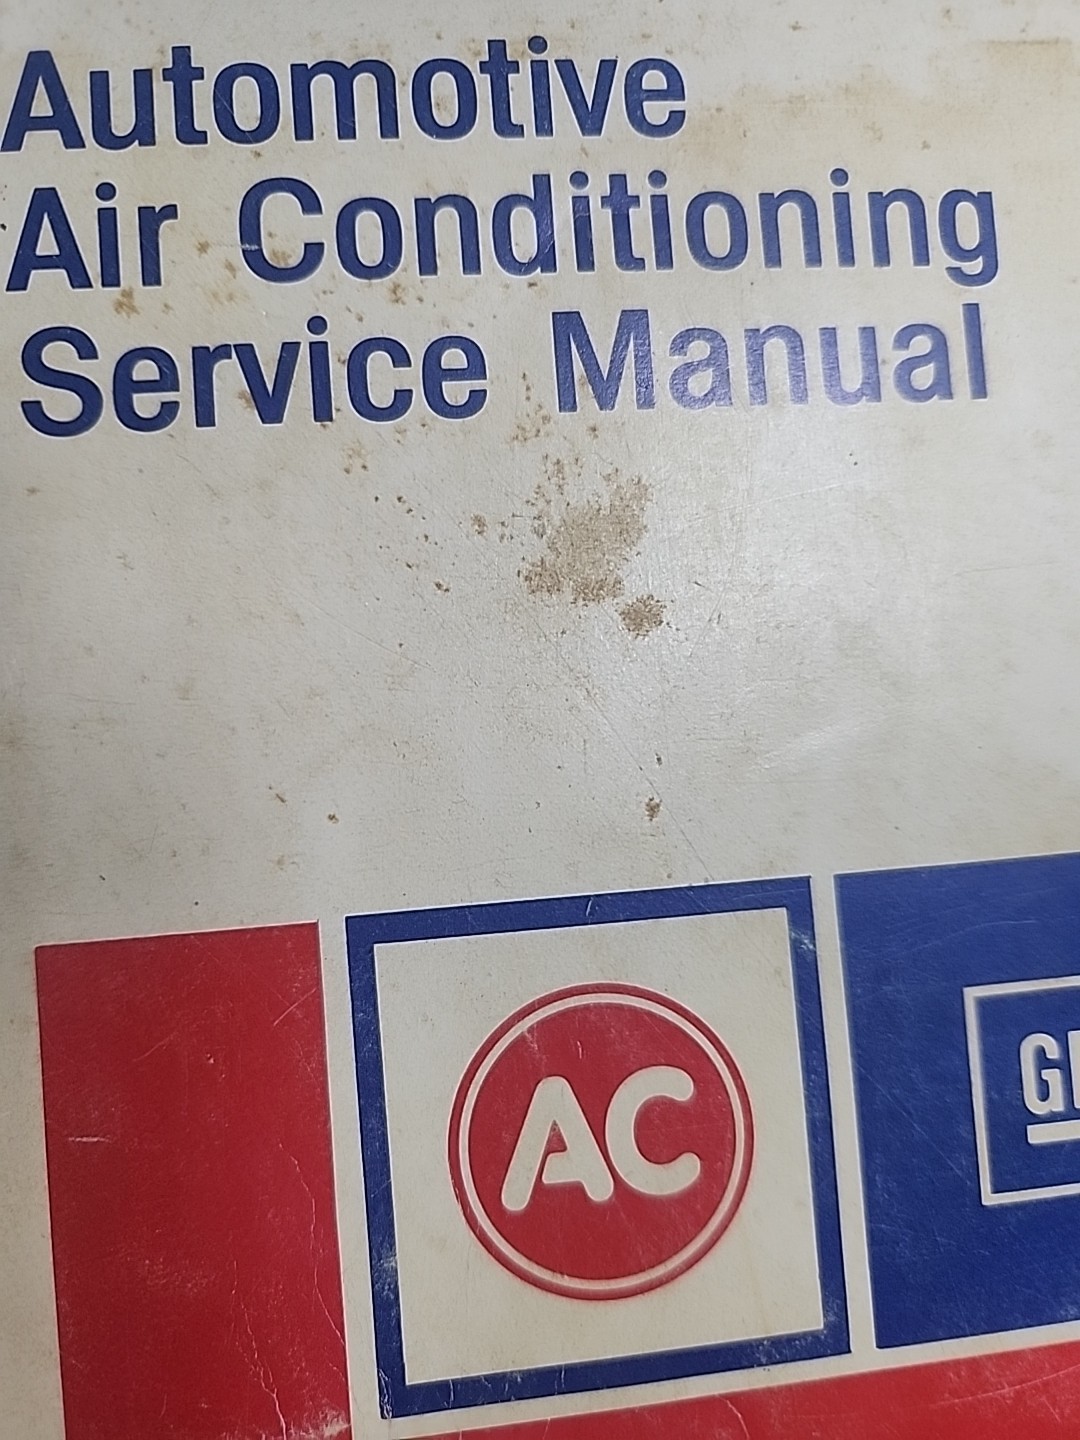 Automotive
Air Conditioning
Service Manual
AC